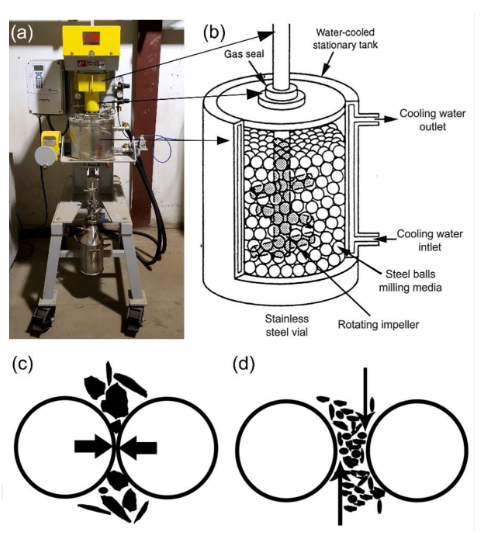 (a)
(b)
Water-cooled
stationary tank
Gas seal
Cooling water
outlet
Cooling water
intlet
Steel balls
milling media
Rotating impeller
Stainless
steel vial
(c)
(d)